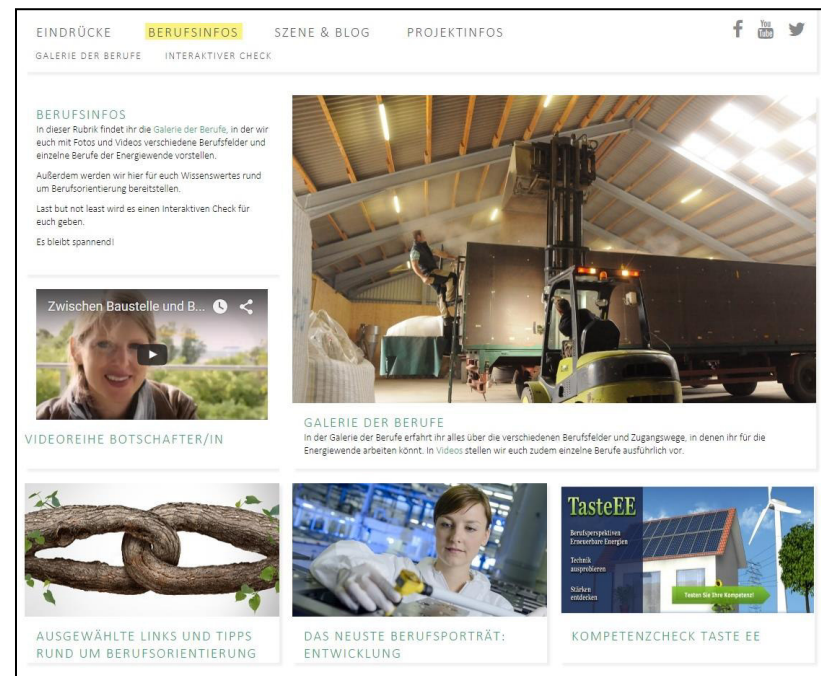 EINDRÜCKE BERUFSINFOS SZENE & BLOG PROJEKTINFOS
You Tube
GALERIE DER BERUFE INTERAKTIVER CHECK
BERUFSINFOS
In dieser Rubrik findet ihr die Galerie der Berufe, in der wir
euch mit Fotos und Videos verschiedene Berufsfelder und
einzelne Berufe der Energiewende vorstellen.
Außerdem werden wir hier für euch Wissenswertes rund
um Berufsorientierung bereitstellen.
Last but not least wird es einen Interaktiven Check für
euch geben.
Es bleibt spannend!
Zwischen Baustelle und B...
VIDEOREIHE BOTSCHAFTER/IN
GALERIE DER BERUFE
In der Galerie der Berufe erfahrt ihr alles über die verschiedenen Berufsfelder und Zugangswege, in denen ihr für die
Energiewende arbeiten könnt. In Videos stellen wir euch zudem einzelne Berufe ausführlich vor.
AUSGEWÄHLTE LINKS UND TIPPS
RUND UM BERUFSORIENTIERUNG
DAS NEUSTE BERUFSPORTRÄT:
ENTWICKLUNG
TasteEE
Berufsperspektiven
Erneuerbare Energien
Technik
ausprobieren
Stärken
entdecken
Testen Sie Ihre Kompetenz!
KOMPETENZCHECK TASTE EE